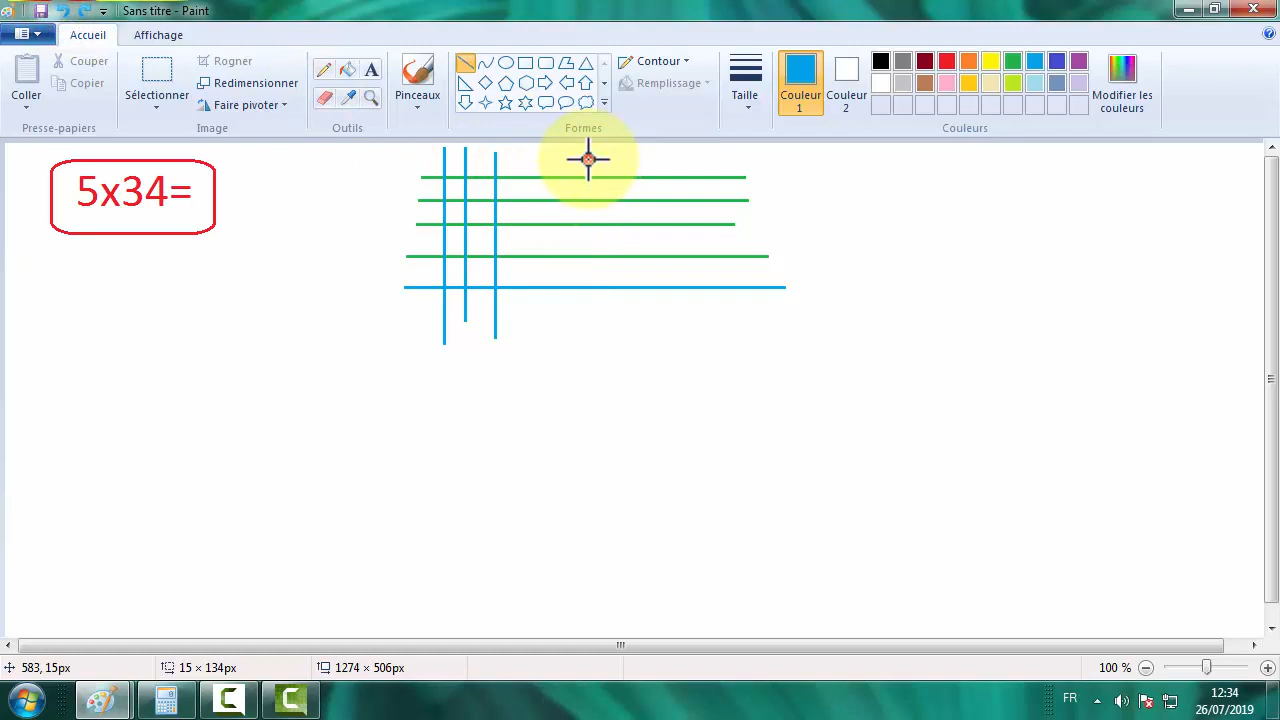 Sans titre - Paint
Accueil
Affichage
Coller
Couper
Copier
Presse-papiers
Sélectionner
Rogner
Redimensionner
Faire pivoter
Image
Outils
Pinceaux
Formes
Contour
Remplissage
Taille
Couleur
1
Couleur
2
Modifier les
couleurs
Couleurs
5x34=
583, 15px
15 × 134px
1274 × 506px
100 %
FR
12:34
26/07/2019